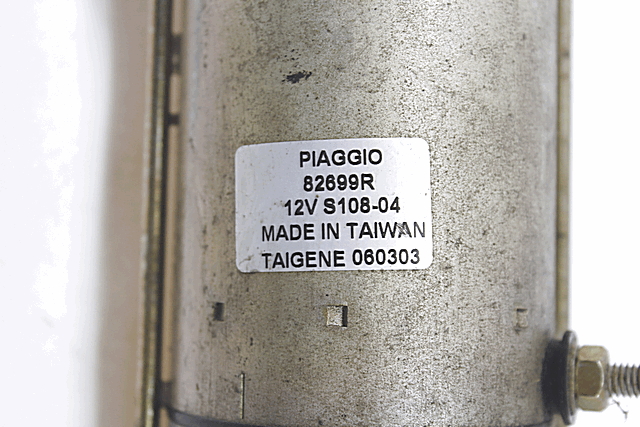 PIAGGIO
82699R
12V S108-04
MADE IN TAIWAN
TAIGENE 060303